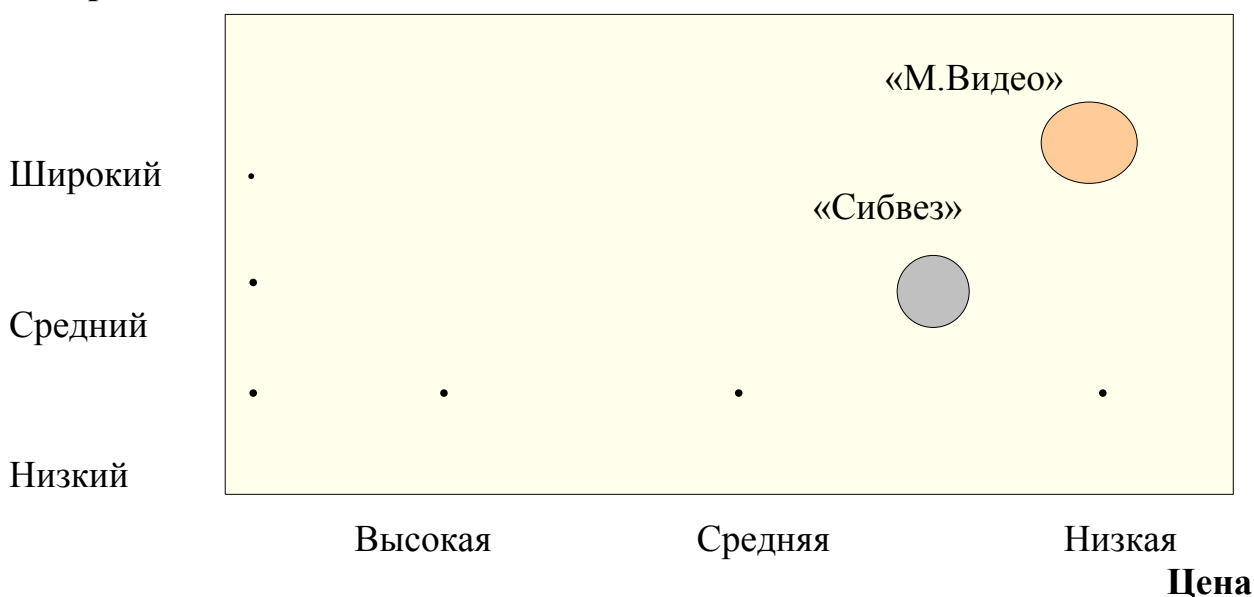 «М.Видео»
Широкий
«Сибвез»
Средний
Низкий
Высокая Средняя Низкая
Цена